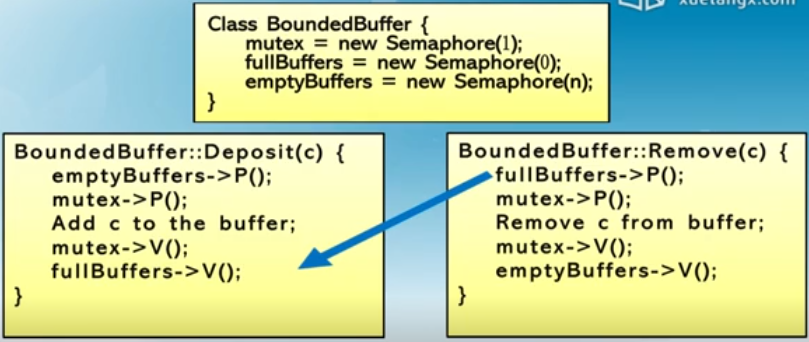 xuetangx.com
Class BoundedBuffer {
mutex = new Semaphore(1);
fullBuffers = new Semaphore(0);
emptyBuffers = new Semaphore(n);
}
BoundedBuffer::Deposit(c) {
emptyBuffers->P();
mutex->P();
Add c to the buffer;
mutex->V();
fullBuffers->V();
}
BoundedBuffer::Remove(c) {
fullBuffers->P();
mutex->P();
Remove c from buffer;
mutex->V();
emptyBuffers->V();
}